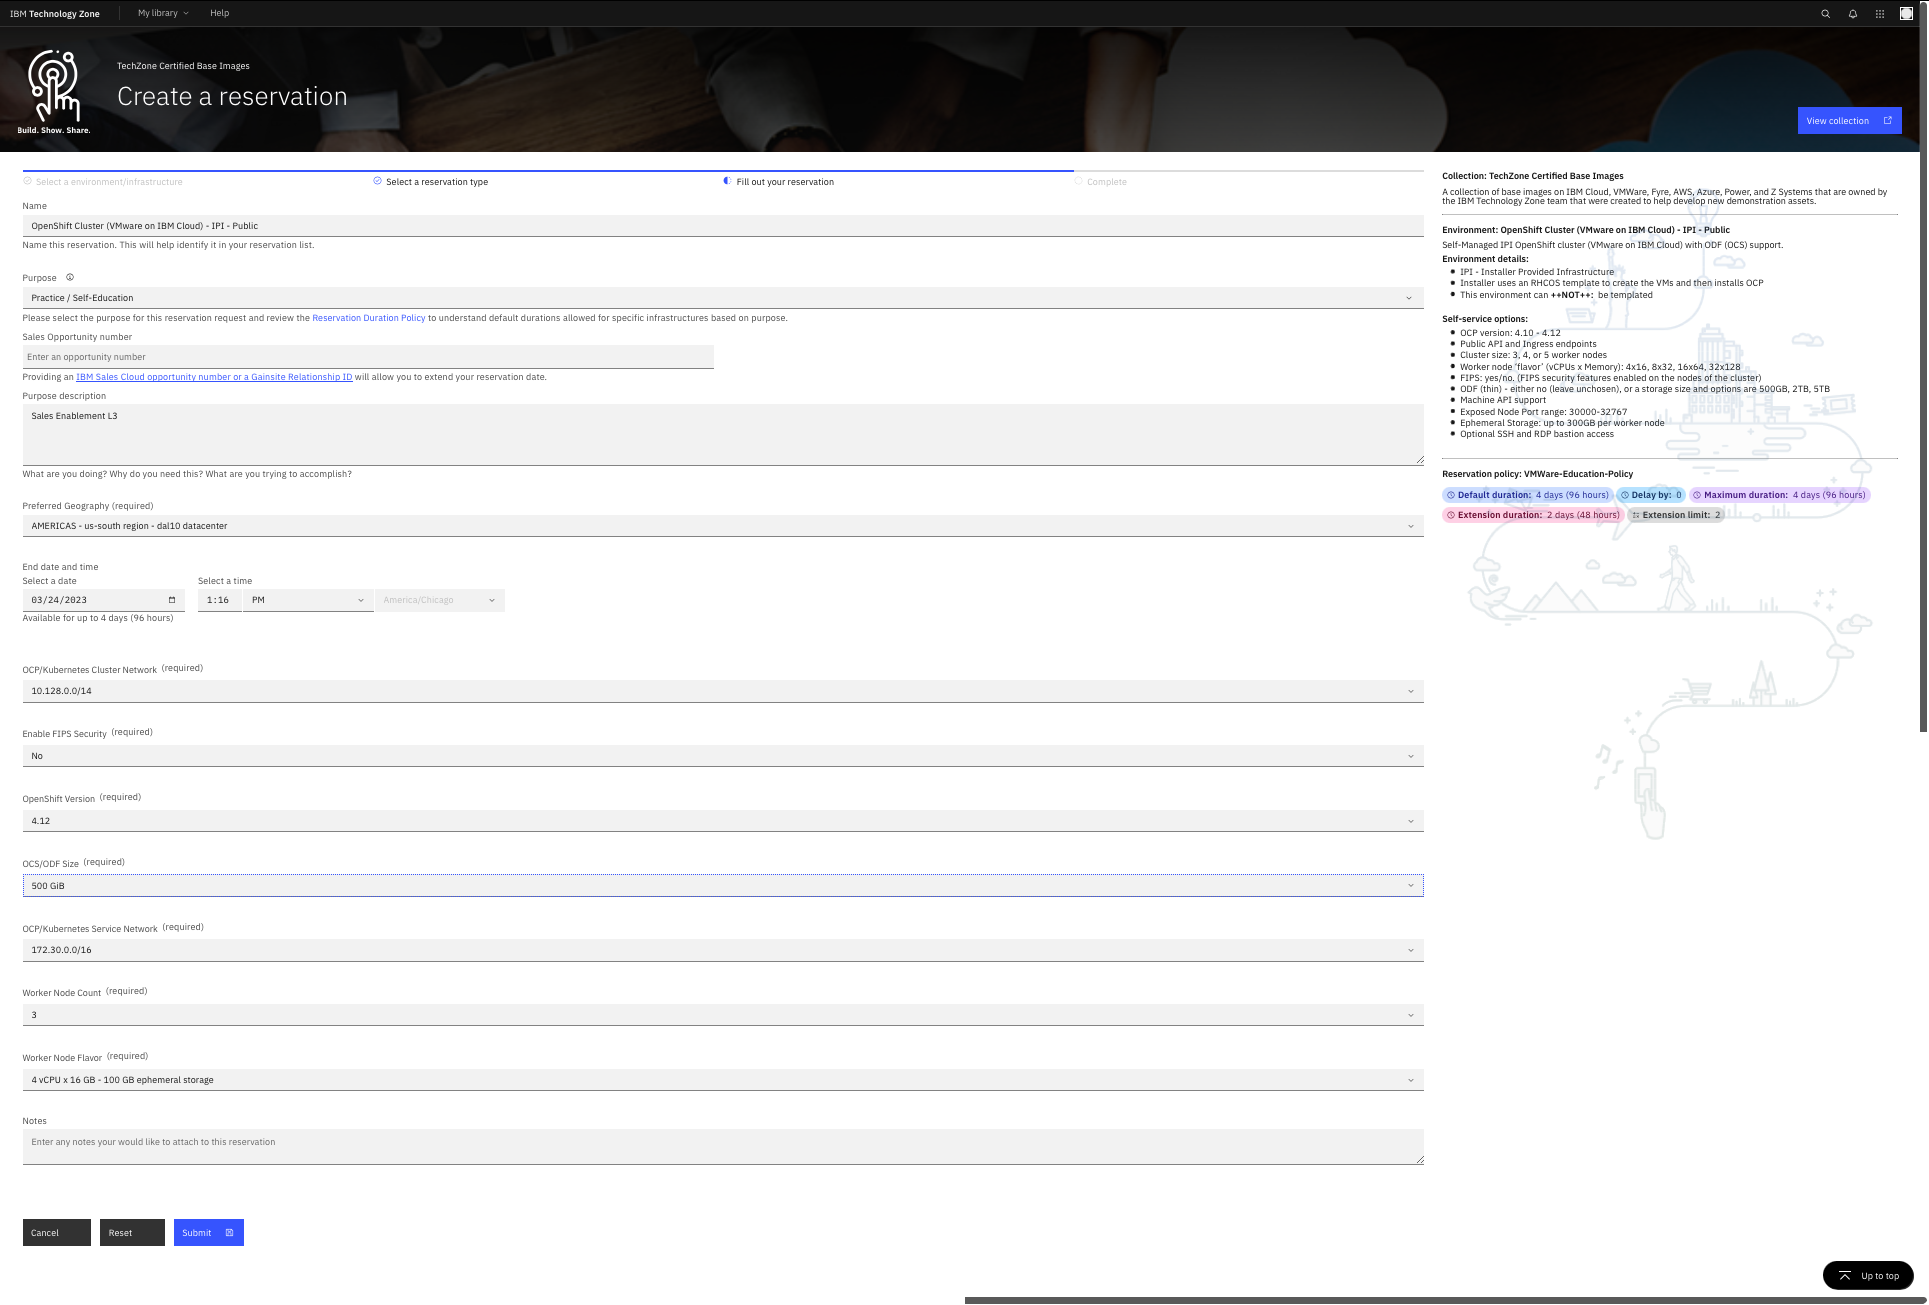 IBM Technology Zone
My library
Help
TechZone Certified Base Images
Create a reservation
Build. Show. Share.
View collection
Select a environment/infrastructure
Select a reservation type
Fill out your reservation
Complete
Name
OpenShift Cluster (VMware on IBM Cloud) - IPI - Public
Name this reservation. This will help identify it in your reservation list.
Purpose
Practice / Self-Education
Please select the purpose for this reservation request and review the Reservation Duration Policy to understand default durations allowed for specific infrastructures based on purpose.
Sales Opportunity number
Enter an opportunity number
Providing an IBM Sales Cloud opportunity number or a Gainsite Relationship ID will allow you to extend your reservation date.
Purpose description
Sales Enablement L3
What are you doing? Why do you need this? What are you trying to accomplish?
Preferred Geography (required)
AMERICAS - us-south region - dal10 datacenter
End date and time
Select a date
Select a time
03/24/2023
1:16
PM
America/Chicago
Available for up to 4 days (96 hours)
OCP/Kubernetes Cluster Network (required)
10.128.0.0/14
Enable FIPS Security (required)
No
OpenShift Version (required)
4.12
OCS/ODF Size (required)
500 GiB
OCP/Kubernetes Service Network (required)
172.30.0.0/16
Worker Node Count (required)
3
Worker Node Flavor (required)
4 vCPU x 16 GB - 100 GB ephemeral storage
Notes
Enter any notes your would like to attach to this reservation
Cancel
Reset
Submit
Collection: TechZone Certified Base Images
A collection of base images on IBM Cloud, VMWare, Fyre, AWS, Azure, Power, and Z Systems that are owned by
the IBM Technology Zone team that were created to help develop new demonstration assets.
Environment: OpenShift Cluster (VMware on IBM Cloud) - IPI - Public
Self-Managed IPI OpenShift cluster (VMware on IBM Cloud) with ODF (OCS) support.
Environment details:
IPI - Installer Provided Infrastructure
Installer uses an RHCOS template to create the VMs and then installs OCP
This environment can ++NOT++: be templated
Self-service options:
OCP version: 4.10 - 4.12
Public API and Ingress endpoints
Cluster size: 3, 4, or 5 worker nodes
Worker node 'flavor' (vCPUs x Memory): 4x16, 8x32, 16x64, 32x128
FIPS: yes/no, (FIPS security features enabled on the nodes of the cluster)
ODF (thin) - either no (leave unchosen), or a storage size and options are 500GB, 2TB, 5TB
Machine API support
Exposed Node Port range: 30000-32767
Ephemeral Storage: up to 300GB per worker node
Optional SSH and RDP bastion access
Reservation policy: VMWare-Education-Policy
Default duration: 4 days (96 hours)
Delay by: 0
Maximum duration: 4 days (96 hours)
Extension duration: 2 days (48 hours)
Extension limit: 2
Up to top